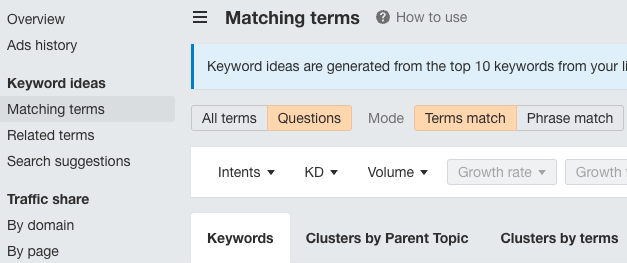 Overview
Ads history
Keyword ideas
Matching terms
Related terms
Search suggestions
Traffic share
By domain
By page
Matching terms ? How to use
Keyword ideas are generated from the top 10 keywords from your li
All terms Questions Mode Terms match Phrase match
Intents KD Volume Growth rate Growth
Keywords Clusters by Parent Topic Clusters by terms